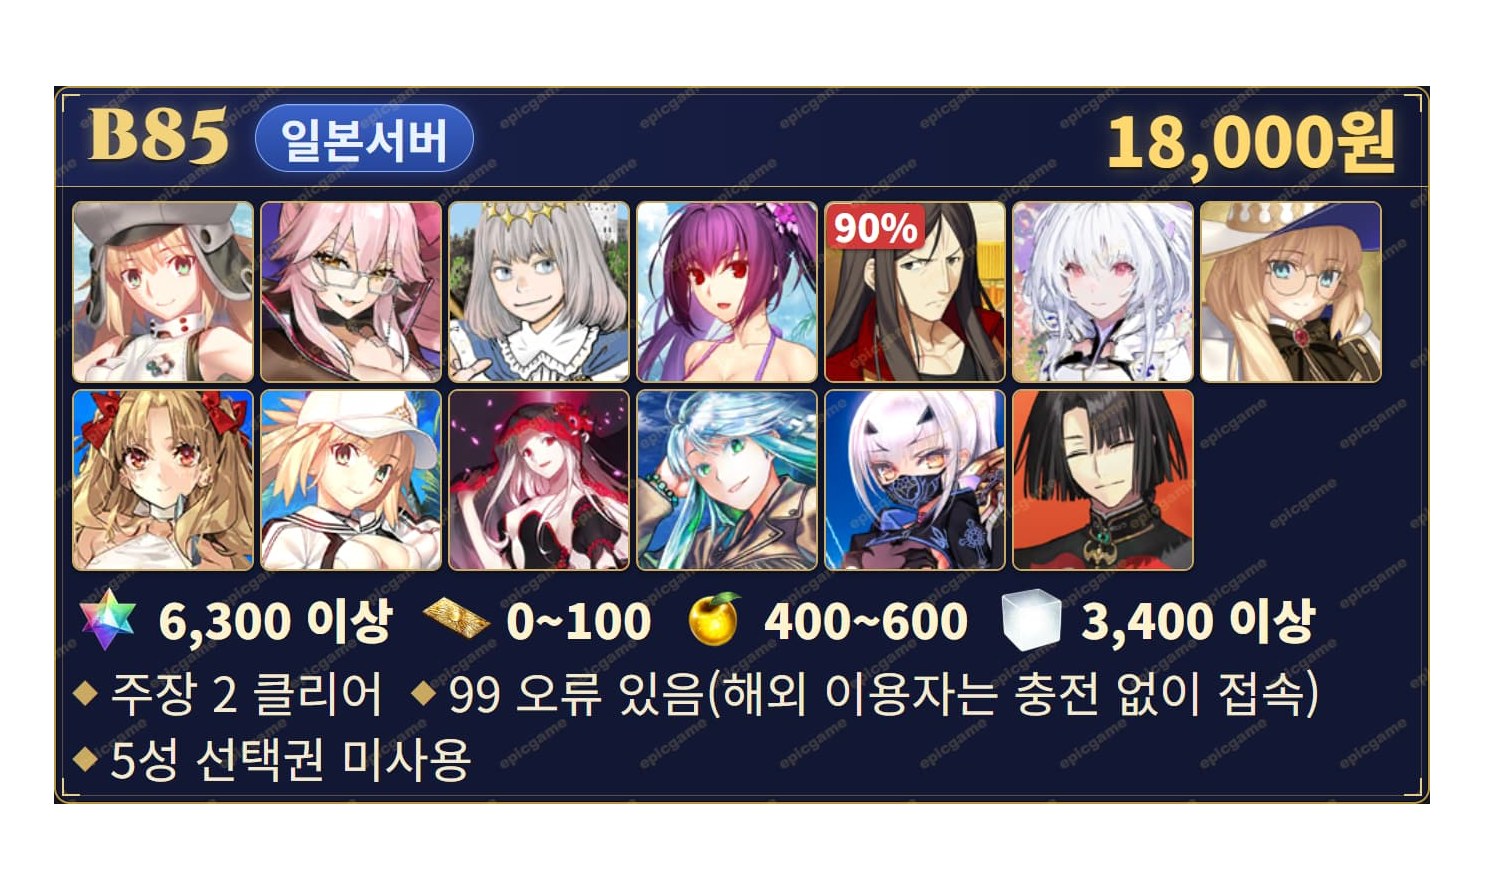 B85 일본서버 18,000원
90%
6,300 이상 0~100 400~600 3,400 이상
◆ 주장 2 클리어 ◆ 99 오류 있음(해외 이용자는 충전 없이 접속)
◆ 5성 선택권 미사용
epicgame